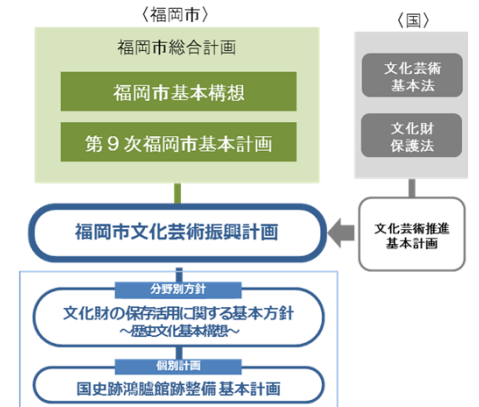 〈福岡市〉
福岡市総合計画
福岡市基本構想
第９次福岡市基本計画
〈国〉
文化芸術
基本法
文化財
保護法
福岡市文化芸術振興計画
文化芸術推進
基本計画
分野別方針
文化財の保存活用に関する基本方針
～歴史文化基本構想～
個別計画
国史跡鴻臚館跡整備基本計画